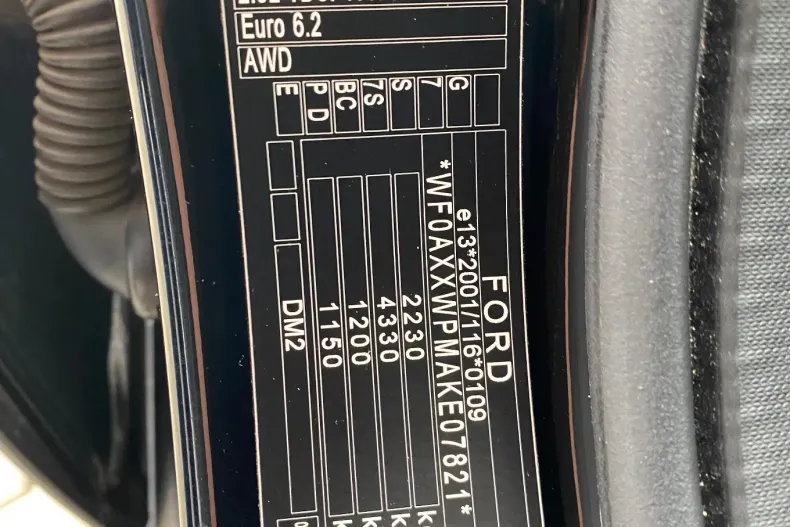 Euro 6.2
AWD
G
7
S
7S
BC
P D
E
FORD
e13*2001/116*0109
*WF0AXXWPMAKE07821*
2230 k
4330 k
1200 k
1150 k
DM2